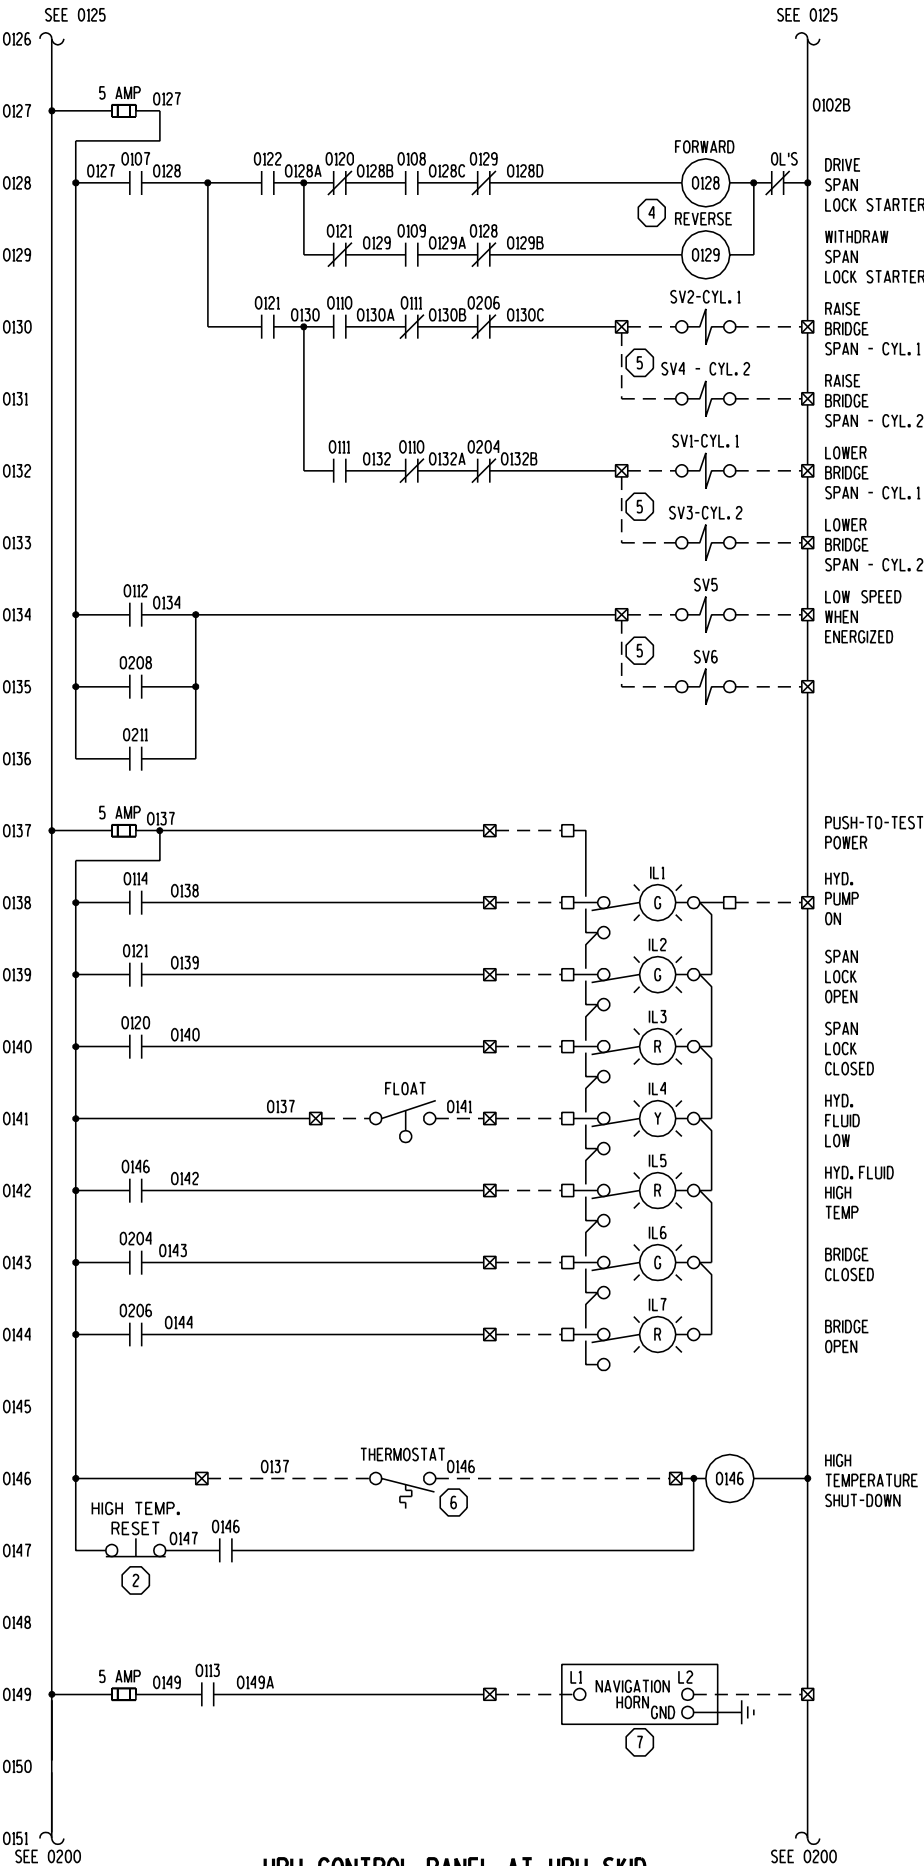 SEE 0125 SEE 0125
0126
5 AMP 0127
0127 0102B
FORWARD
0107 0122 0120 0108 0129 OL'S DRIVE
0127 0128 0128A 0128B 0128C 0128D
0128 0128 SPAN
LOCK STARTER
4 REVERSE
0121 0109 0128 WITHDRAW
0129 0129A 0129B
0129 0129 SPAN
LOCK STARTER
SV2-CYL.1
0121 0110 0111 0206 RAISE
0130 0130A 0130B 0130C
0130 BRIDGE
SPAN - CYL.1
5 SV4 - CYL.2
RAISE
0131 BRIDGE
SPAN - CYL.2
SV1-CYL.1
0111 0110 0204 LOWER
0132 0132A 0132B
0132 BRIDGE
SPAN - CYL.1
5 SV3-CYL.2
LOWER
0133 BRIDGE
SPAN - CYL.2
0112 SV5 LOW SPEED
0134 0134 WHEN
ENERGIZED
5
0208 SV6
0135
0211
0136
5 AMP 0137
0137 PUSH-TO-TEST
POWER
0114 IL1 HYD.
0138 0138 G PUMP
ON
0121 IL2 SPAN
0139 0139 G LOCK
OPEN
0120 IL3 SPAN
0140 0140 R LOCK
CLOSED
FLOAT IL4 HYD.
0141 0137 0141 Y FLUID
LOW
0146 IL5 HYD. FLUID
0142 0142 R HIGH
TEMP
0204 IL6 BRIDGE
0143 0143 G CLOSED
0206 IL7 BRIDGE
0144 0144 R OPEN
0145
THERMOSTAT HIGH
0146 0137 0146 0146 TEMPERATURE
SHUT-DOWN
6
HIGH TEMP.
RESET
0147 0147 0146
2
0148
5 AMP 0149 0113 0149A
0149 L1 NAVIGATION L2
HORN
GND
7
0150
0151
SEE 0200 SEE 0200
HPU CONTROL PANEL AT HPU SKID